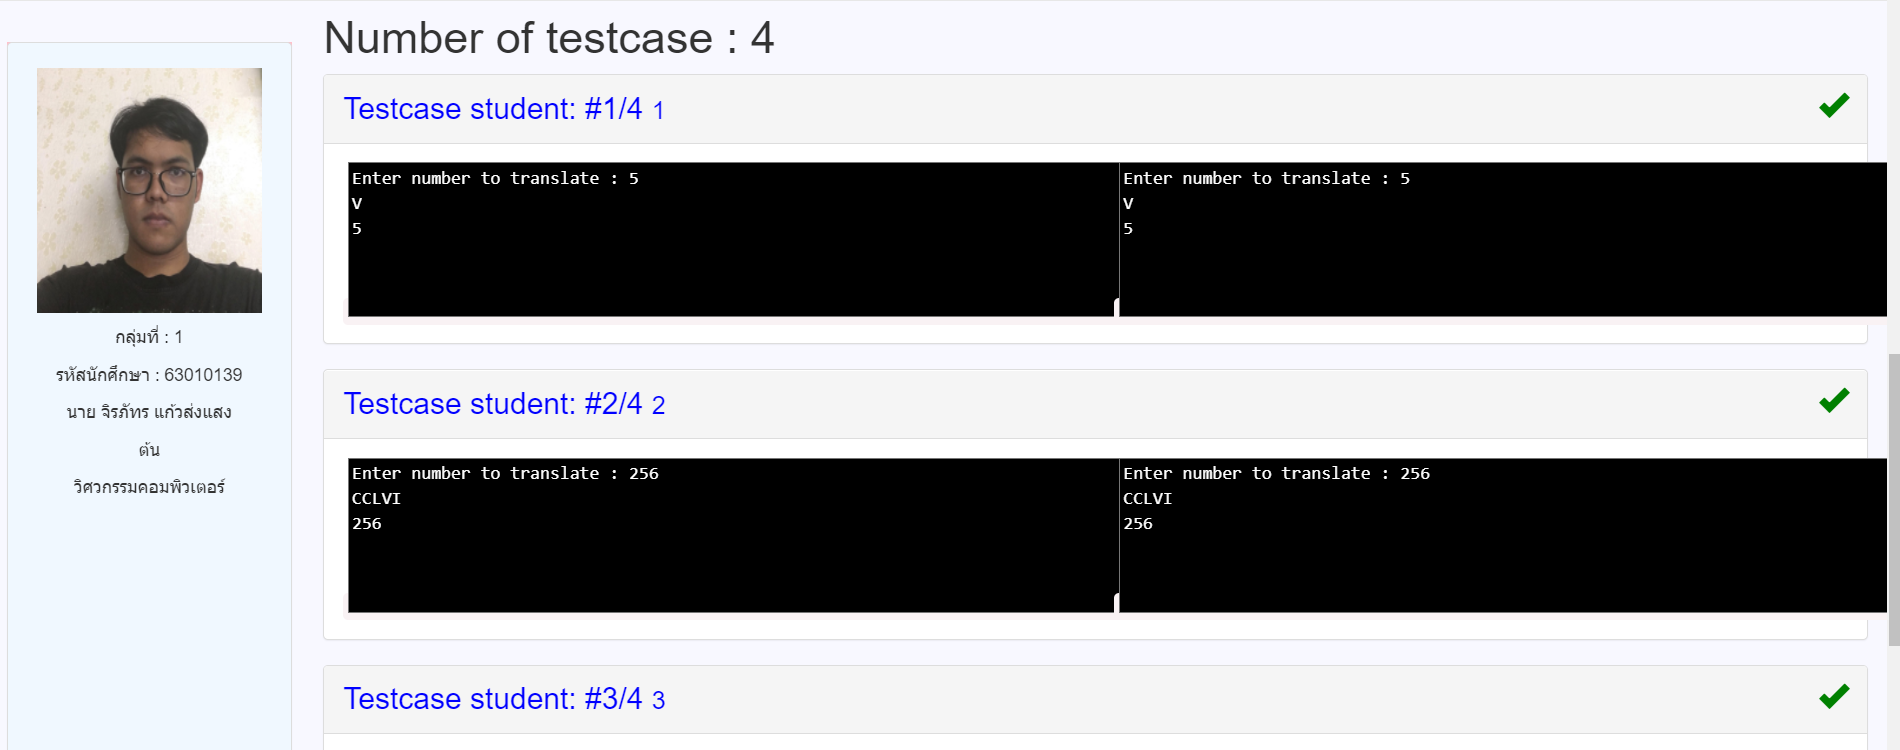 Number of testcase : 4
กลุ่มที่ : 1
รหัสนักศึกษา : 63010139
นาย จิรภัทร แก้วส่งแสง
ต้น
วิศวกรรมคอมพิวเตอร์
Testcase student: #1/4 1
Enter number to translate : 5
V
5
Enter number to translate : 5
V
5
Testcase student: #2/4 2
Enter number to translate : 256
CCLVI
256
Enter number to translate : 256
CCLVI
256
Testcase student: #3/4 3